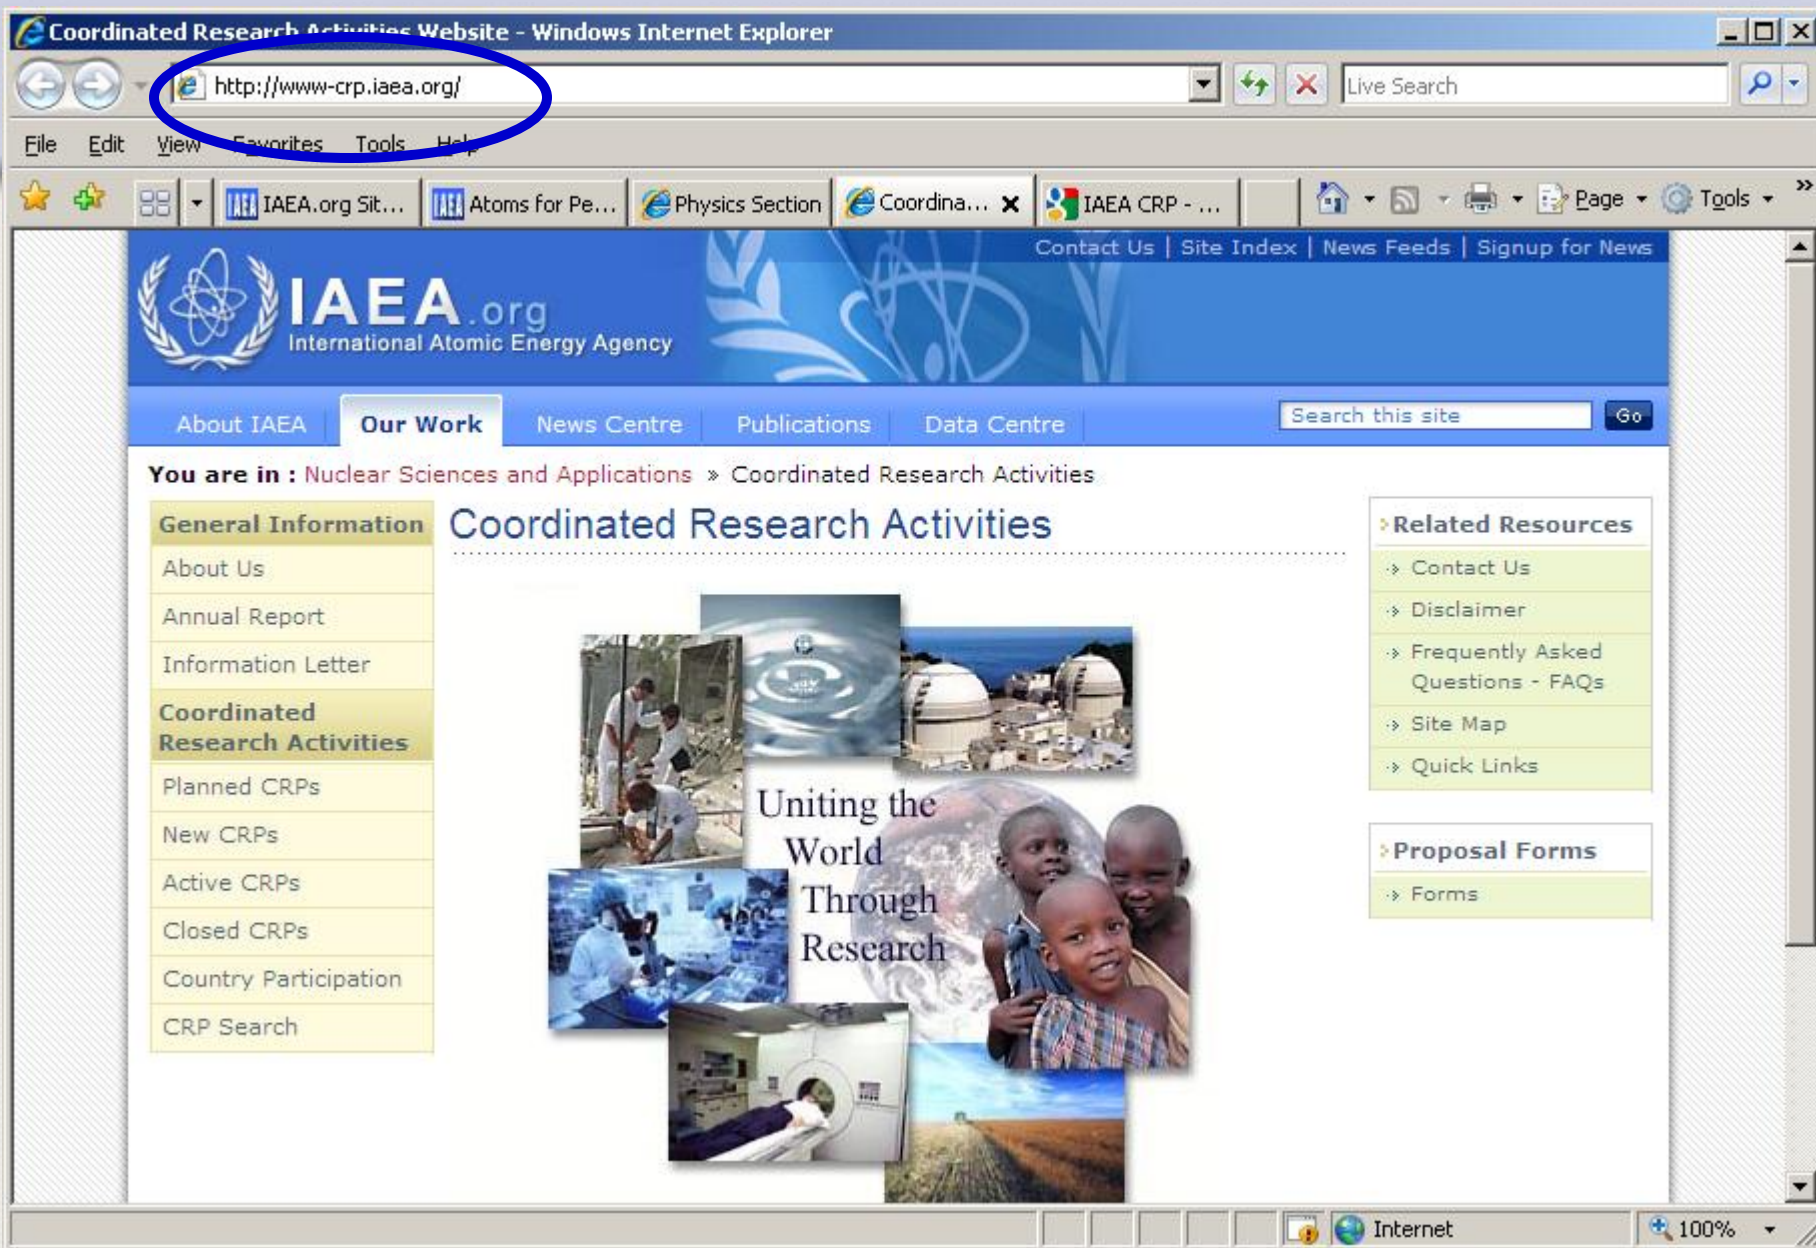 Coordinated Research Activities Website - Windows Internet Explorer
http://www-crp.iaea.org/
Live Search
File Edit View Favorites Tools Help
IAEA.org Sit... Atoms for Pe... Physics Section Coordina... IAEA CRP - ... Page Tools »
Contact Us | Site Index | News Feeds | Signup for News
IAEA.org
International Atomic Energy Agency
About IAEA Our Work News Centre Publications Data Centre Search this site Go
You are in : Nuclear Sciences and Applications » Coordinated Research Activities
General Information
About Us
Annual Report
Information Letter
Coordinated
Research Activities
Planned CRPs
New CRPs
Active CRPs
Closed CRPs
Country Participation
CRP Search
Coordinated Research Activities
Uniting the
World
Through
Research
Related Resources
Contact Us
Disclaimer
Frequently Asked
Questions - FAQs
Site Map
Quick Links
Proposal Forms
Forms
Internet 100%